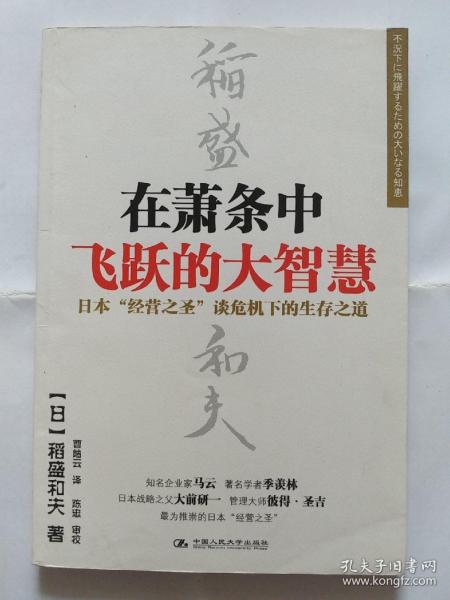 不況下に飛躍するための大いなる知恵
稻盛
在萧条中
飞跃的大智慧
日本“经营之圣”谈危机下的生存之道
和夫
【日】稻盛和夫 著
曹岫云 译 陈忠 审校
知名企业家马云 著名学者季羡林
日本战略之父大前研一 管理大师彼得·圣吉
最为推崇的日本“经营之圣”
中国人民大学出版社
China Renmin University Press
孔夫子旧书网
www.kongfz.com